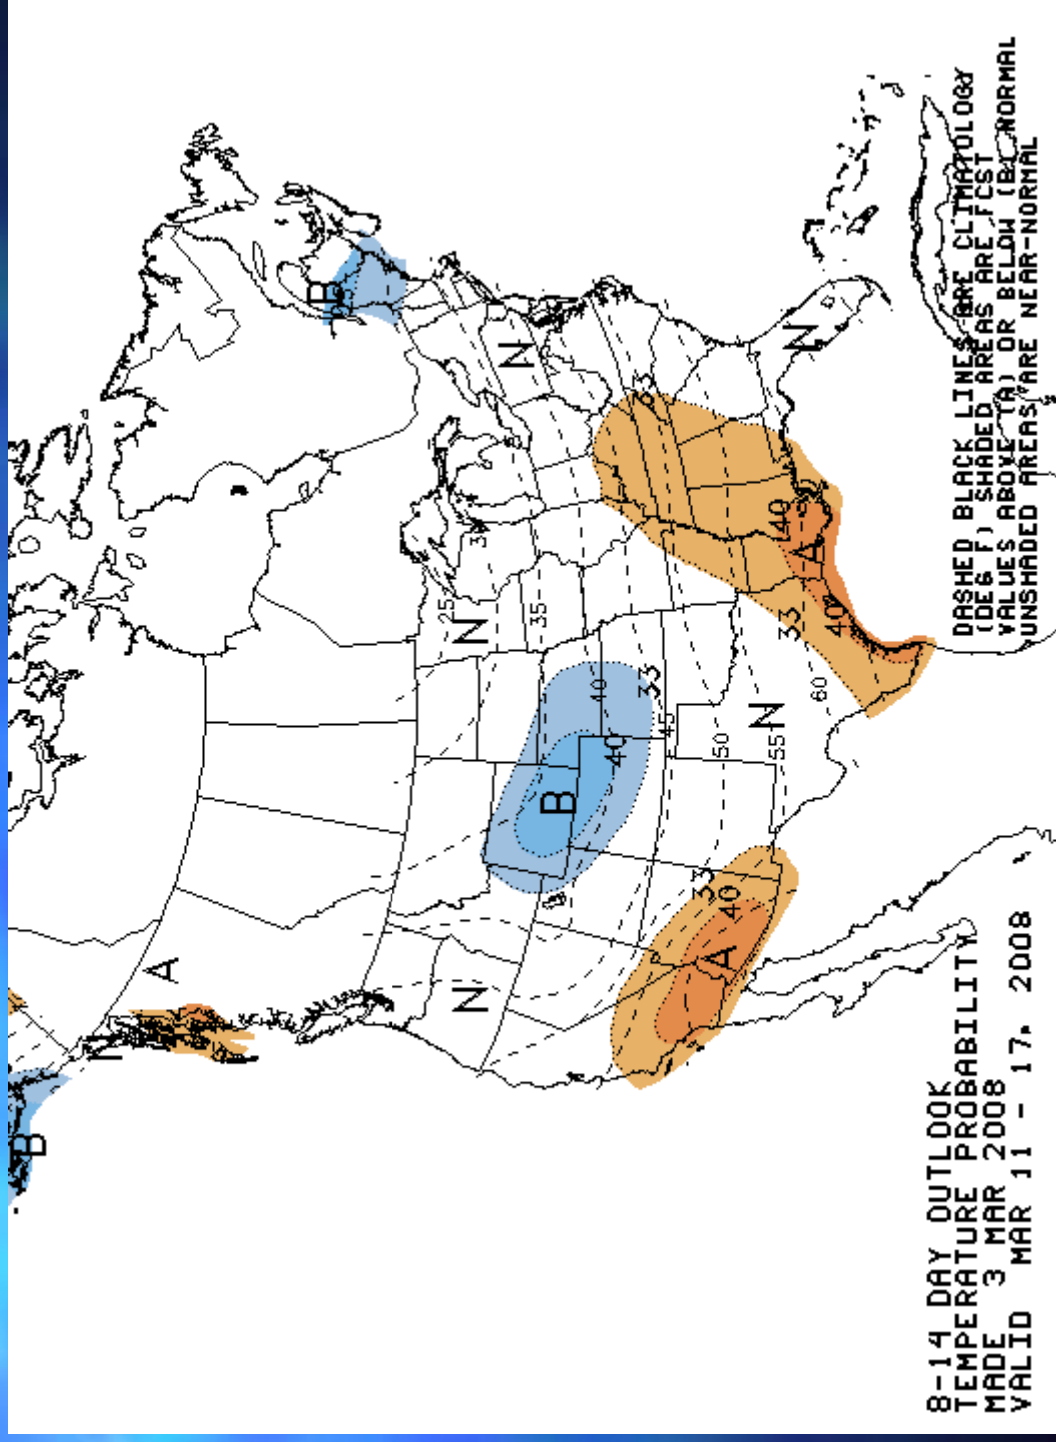 8-14 DAY OUTLOOK
TEMPERATURE PROBABILITY
MADE 3 MAR 2008
VALID MAR 11 - 17, 2008
DASHED BLACK LINES ARE CLIMATOLOGY
(DEG F) SHADED AREAS ARE FCST
VALUES ABOVE (A) OR BELOW (B) NORMAL
UNSHADED AREAS ARE NEAR-NORMAL
B
N
A
B
N
N
N
B
40
33
40
A
33
40
N
33
40
A
40
33
N
N
25
35
40
45
50
55
60